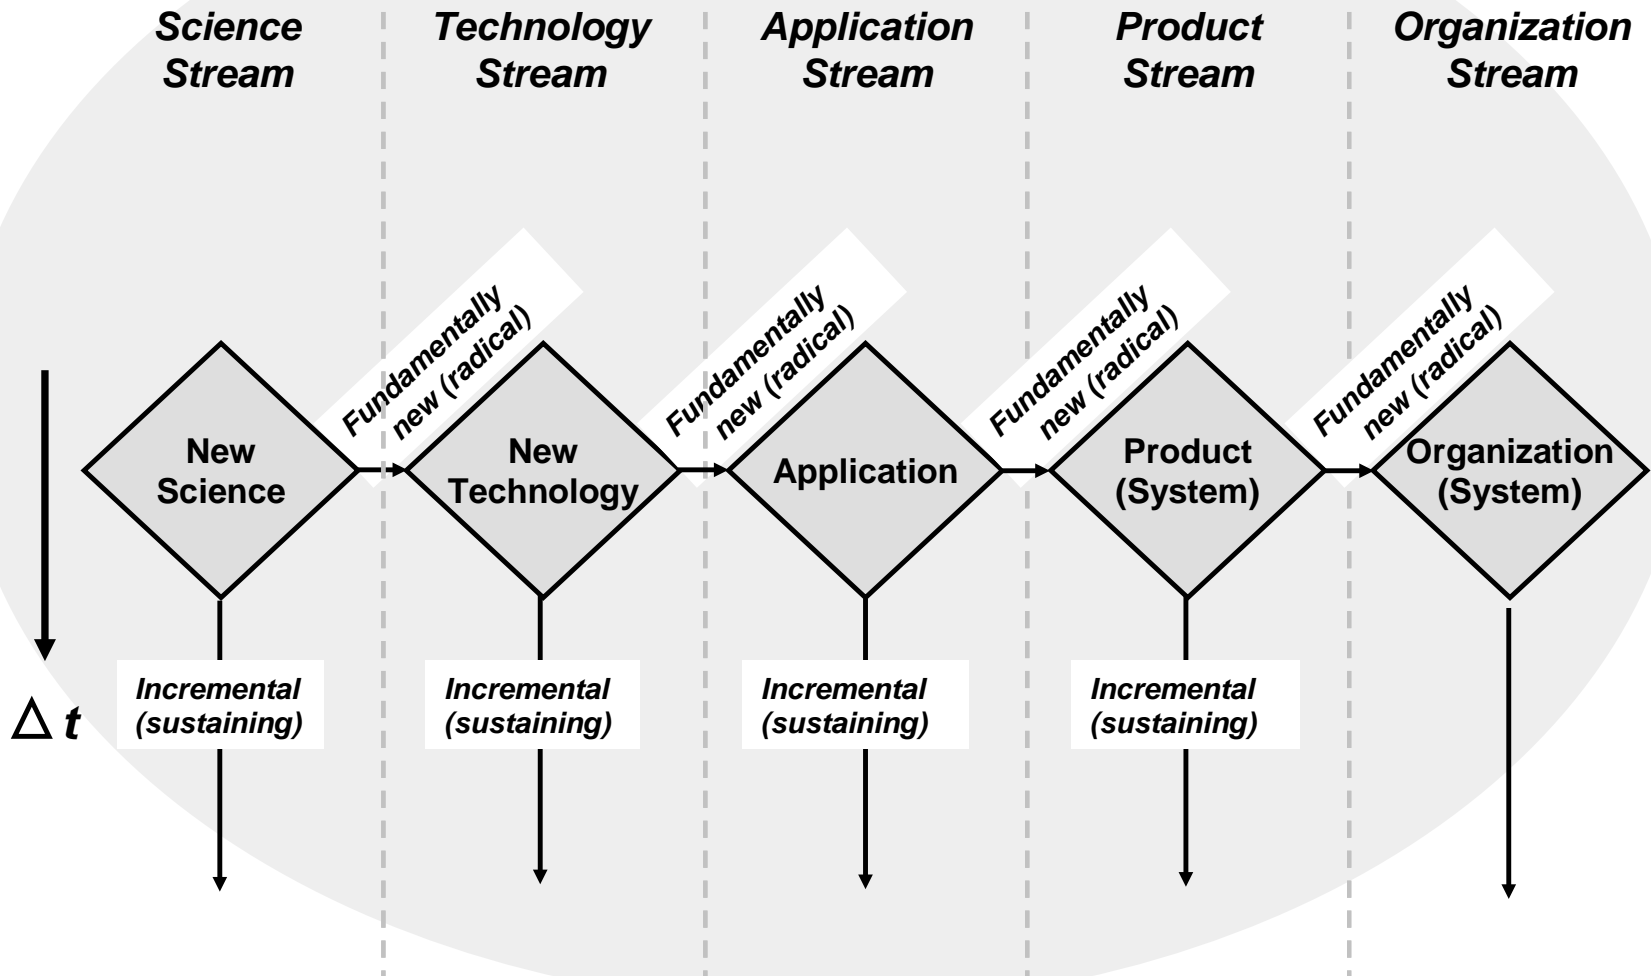 Science
Stream
Technology
Stream
Application
Stream
Product
Stream
Organization
Stream
Fundamentally
new (radical)
Fundamentally
new (radical)
Fundamentally
new (radical)
Fundamentally
new (radical)
New
Science
New
Technology
Application
Product
(System)
Organization
(System)
Δ t
Incremental
(sustaining)
Incremental
(sustaining)
Incremental
(sustaining)
Incremental
(sustaining)